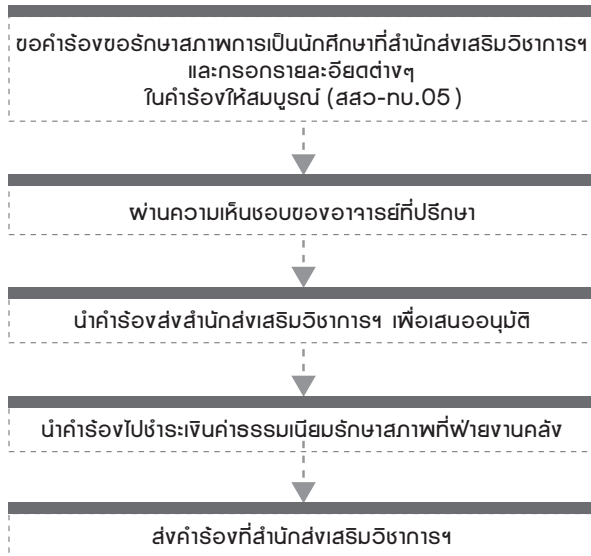 ขอคำร้องขอรักษาสภาพการเป็นนักศึกษาที่สำนักส่งเสริมวิชาการฯ
และกรอกรายละเอียดต่างๆ
ในคำร้องให้สมบูรณ์ (สสว-ทบ.05)
ผ่านความเห็นชอบของอาจารย์ที่ปรึกษา
นำคำร้องส่งสำนักส่งเสริมวิชาการฯ เพื่อเสนออนุมัติ
นำคำร้องไปชำระเงินค่าธรรมเนียมรักษาสภาพที่ฝ่ายงานคลัง
ส่งคำร้องที่สำนักส่งเสริมวิชาการฯ